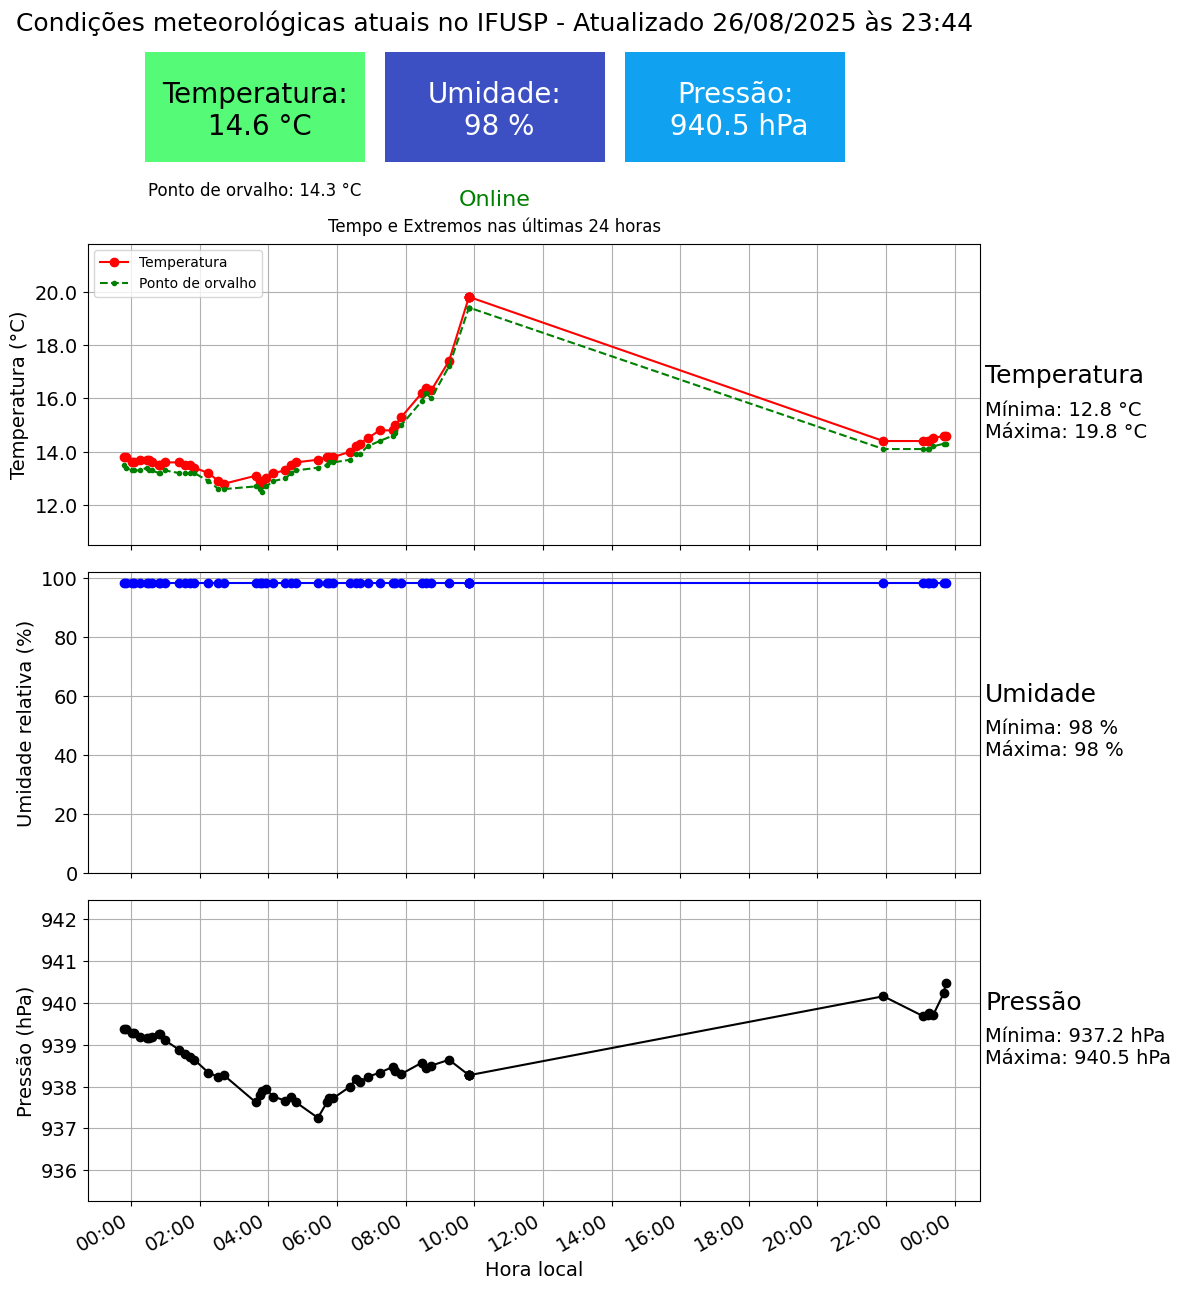 Condições meteorológicas atuais no IFUSP - Atualizado 26/08/2025 às 23:44
Temperatura:
14.6 °C
Umidade:
98 %
Pressão:
940.5 hPa
Ponto de orvalho: 14.3 °C
Online
Tempo e Extremos nas últimas 24 horas
Temperatura
Ponto de orvalho
Temperatura (°C)
20.0
18.0
16.0
14.0
12.0
Temperatura
Mínima: 12.8 °C
Máxima: 19.8 °C
Umidade relativa (%)
100
80
60
40
20
0
Umidade
Mínima: 98 %
Máxima: 98 %
Pressão (hPa)
942
941
940
939
938
937
936
Pressão
Mínima: 937.2 hPa
Máxima: 940.5 hPa
00:00
02:00
04:00
06:00
08:00
10:00
12:00
14:00
16:00
18:00
20:00
22:00
00:00
Hora local